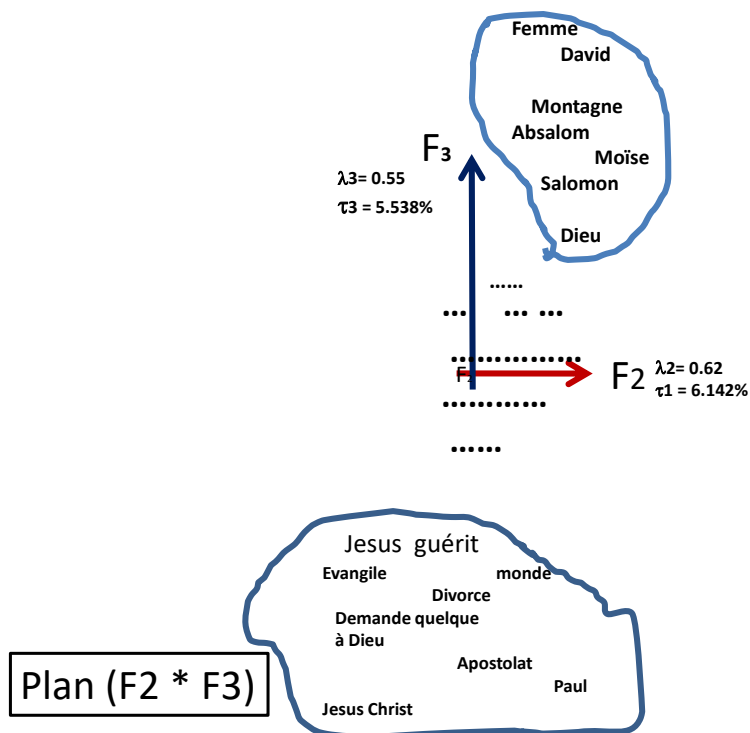 Femme
David
Montagne
Absalom
Moïse
Salomon
Dieu
F3
λ3= 0.55
τ3 = 5.538%
......
... ... ...
..............
F2
λ2= 0.62
τ1 = 6.142%
............
......
Jesus guérit
Evangile monde
Divorce
Demande quelque
à Dieu
Apostolat
Paul
Jesus Christ
Plan (F2 * F3)